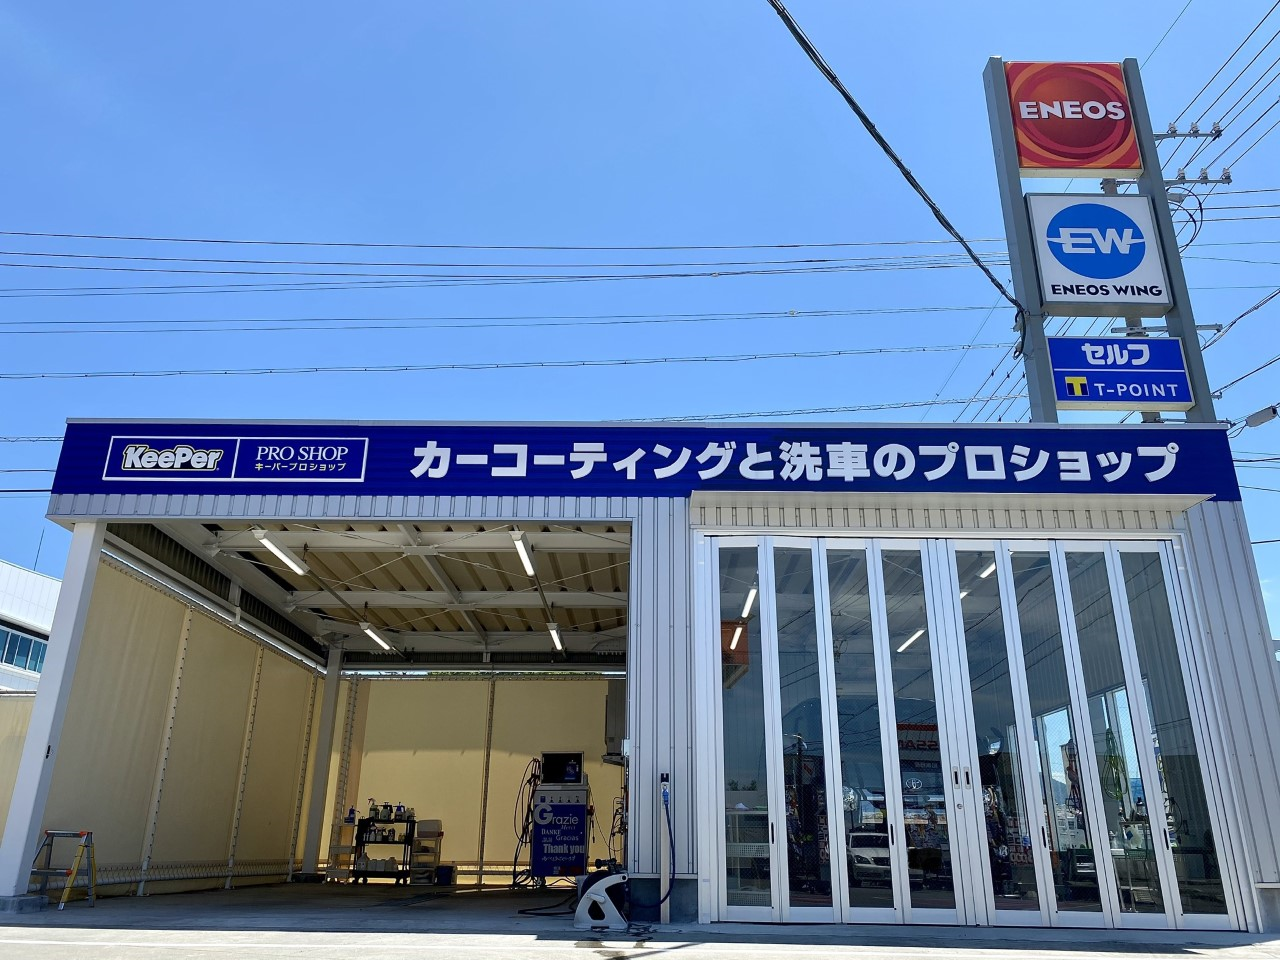 ENEOS
EW
ENEOS WING
セルフ
T T-POINT
KeePer PRO SHOP
キーパープロショップ
カーコーティングと洗車のプロショップ
Grazie
Merci
DANKE
Gracias
Thank you